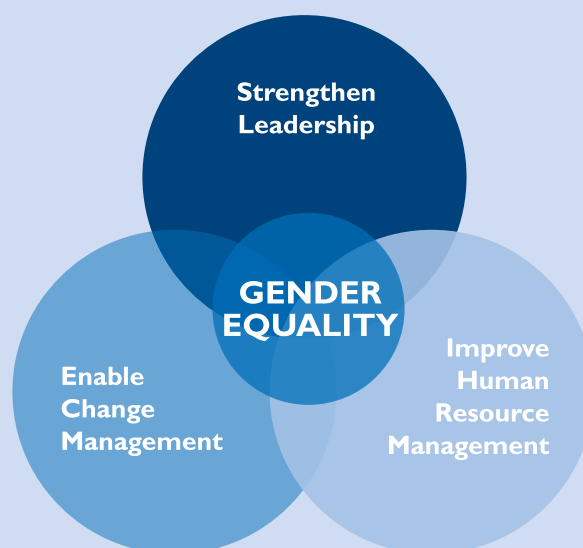 Strengthen
Leadership
GENDER
EQUALITY
Enable
Change
Management
Improve
Human
Resource
Management